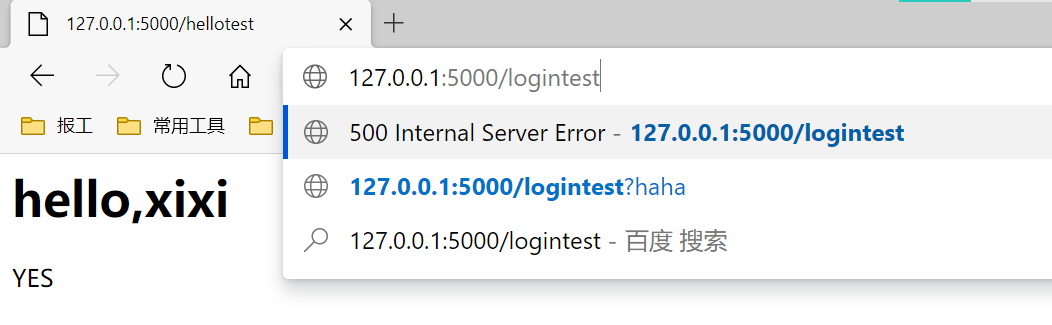 127.0.0.1:5000/hellotest
127.0.0.1:5000/logintest
500 Internal Server Error - 127.0.0.1:5000/logintest
报工 常用工具
127.0.0.1:5000/logintest?haha
hello,xixi
127.0.0.1:5000/logintest - 百度 搜索
YES